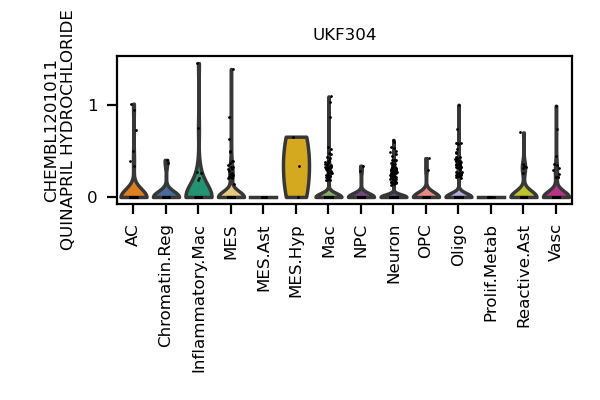 UKF304
CHEMBL1201011
QUINAPRIL HYDROCHLORIDE
1
0
AC
Chromatin.Reg
Inflammatory.Mac
MES
MES.Ast
MES.Hyp
Mac
NPC
Neuron
OPC
Oligo
Prolif.Metab
Reactive.Ast
Vasc